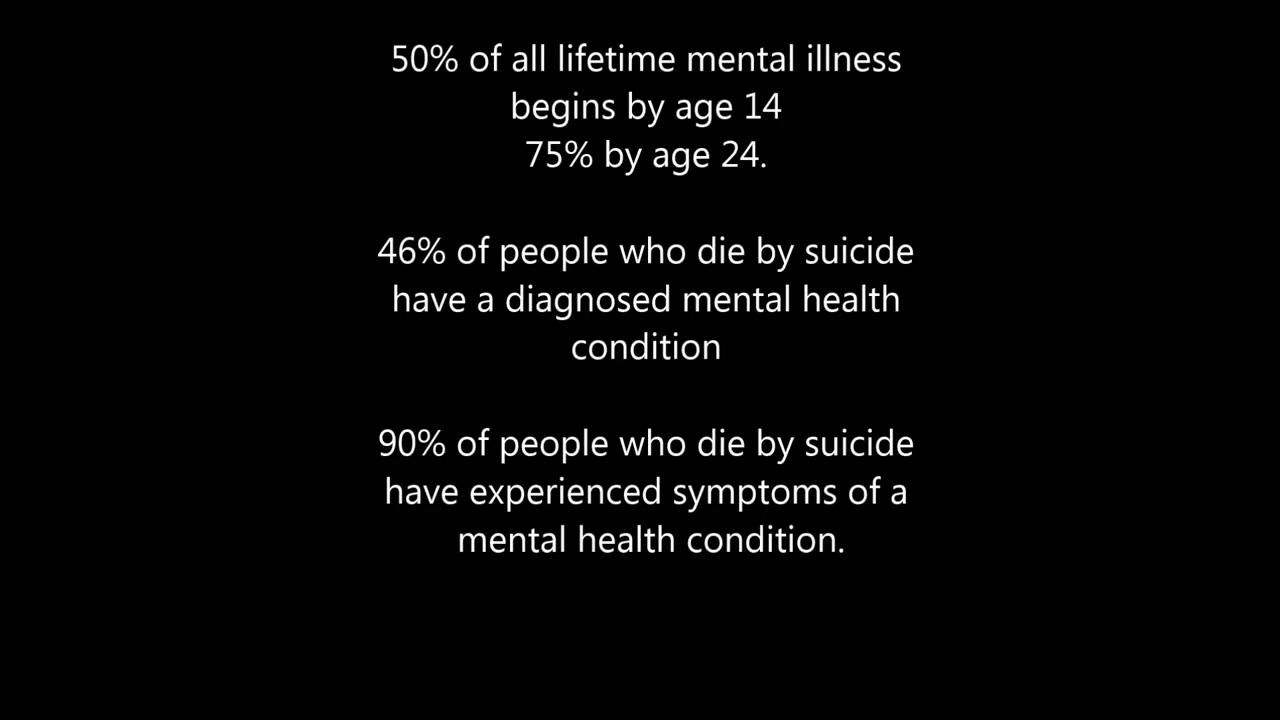 50% of all lifetime mental illness
begins by age 14
75% by age 24.
46% of people who die by suicide
have a diagnosed mental health
condition
90% of people who die by suicide
have experienced symptoms of a
mental health condition.